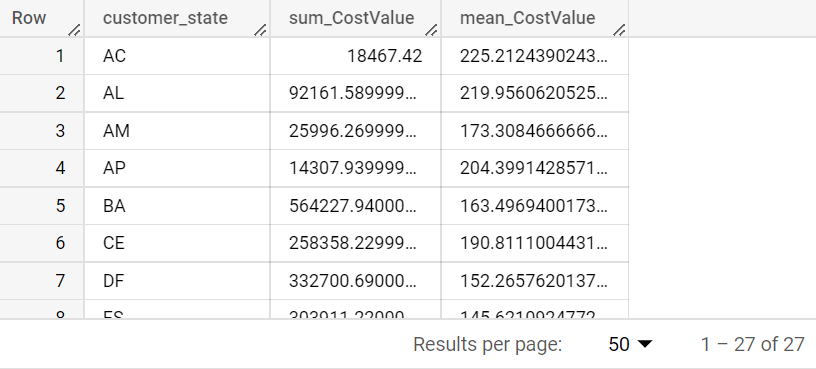 Row customer_state sum_CostValue mean_CostValue
1 AC 18467.42 225.2124390243...
2 AL 92161.589999... 219.9560620525...
3 AM 25996.269999... 173.3084666666...
4 AP 14307.939999... 204.3991428571...
5 BA 564227.94000... 163.4969400173...
6 CE 258358.22999... 190.8111004431...
7 DF 332700.69000... 152.2657620137...
8 ES 303911.22000... 145.6210924772...
Results per page: 50 1 – 27 of 27